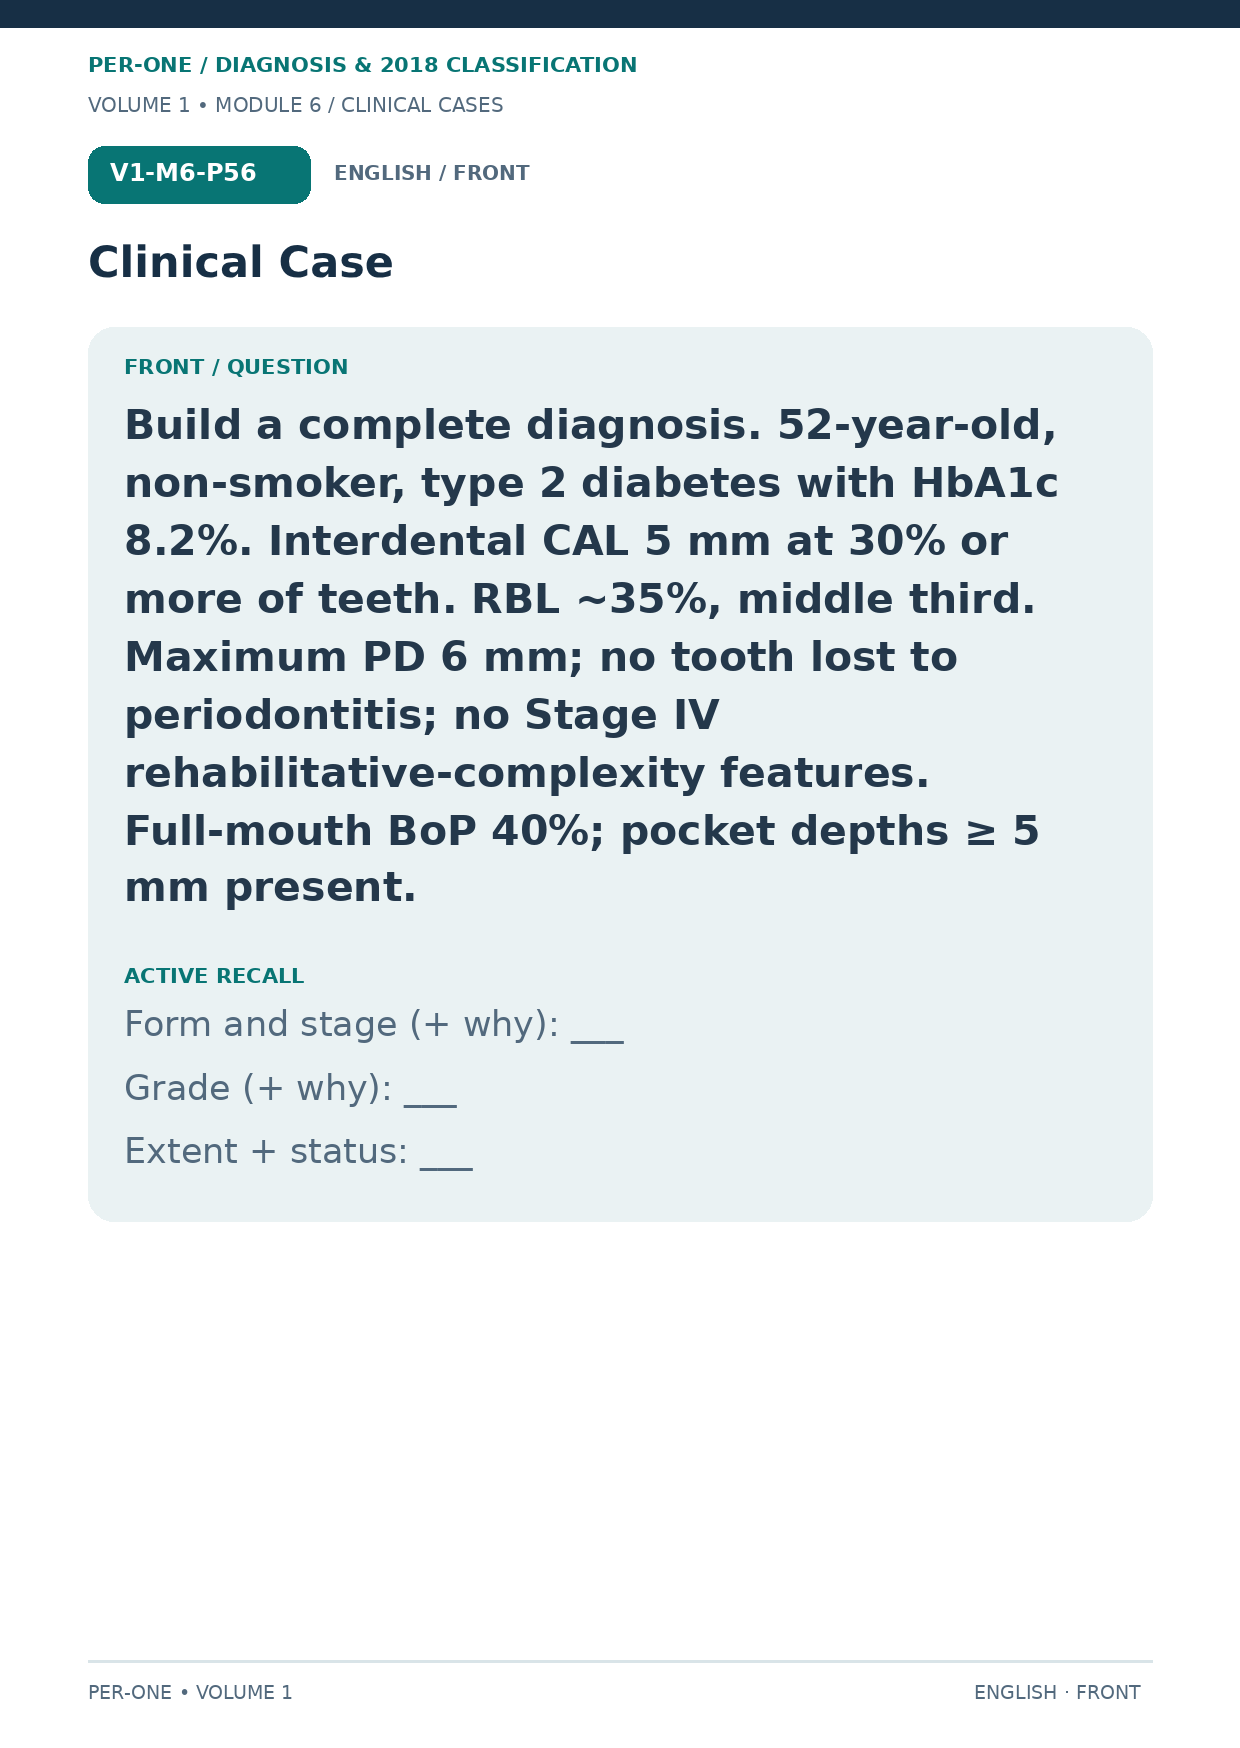 PER-ONE / DIAGNOSIS & 2018 CLASSIFICATION
VOLUME 1 • MODULE 6 / CLINICAL CASES
V1-M6-P56
ENGLISH / FRONT
Clinical Case
FRONT / QUESTION
Build a complete diagnosis. 52-year-old,
non-smoker, type 2 diabetes with HbA1c
8.2%. Interdental CAL 5 mm at 30% or
more of teeth. RBL ~35%, middle third.
Maximum PD 6 mm; no tooth lost to
periodontitis; no Stage IV
rehabilitative-complexity features.
Full-mouth BoP 40%; pocket depths ≥ 5
mm present.
ACTIVE RECALL
Form and stage (+ why): ___
Grade (+ why): ___
Extent + status: ___
PER-ONE • VOLUME 1
ENGLISH · FRONT